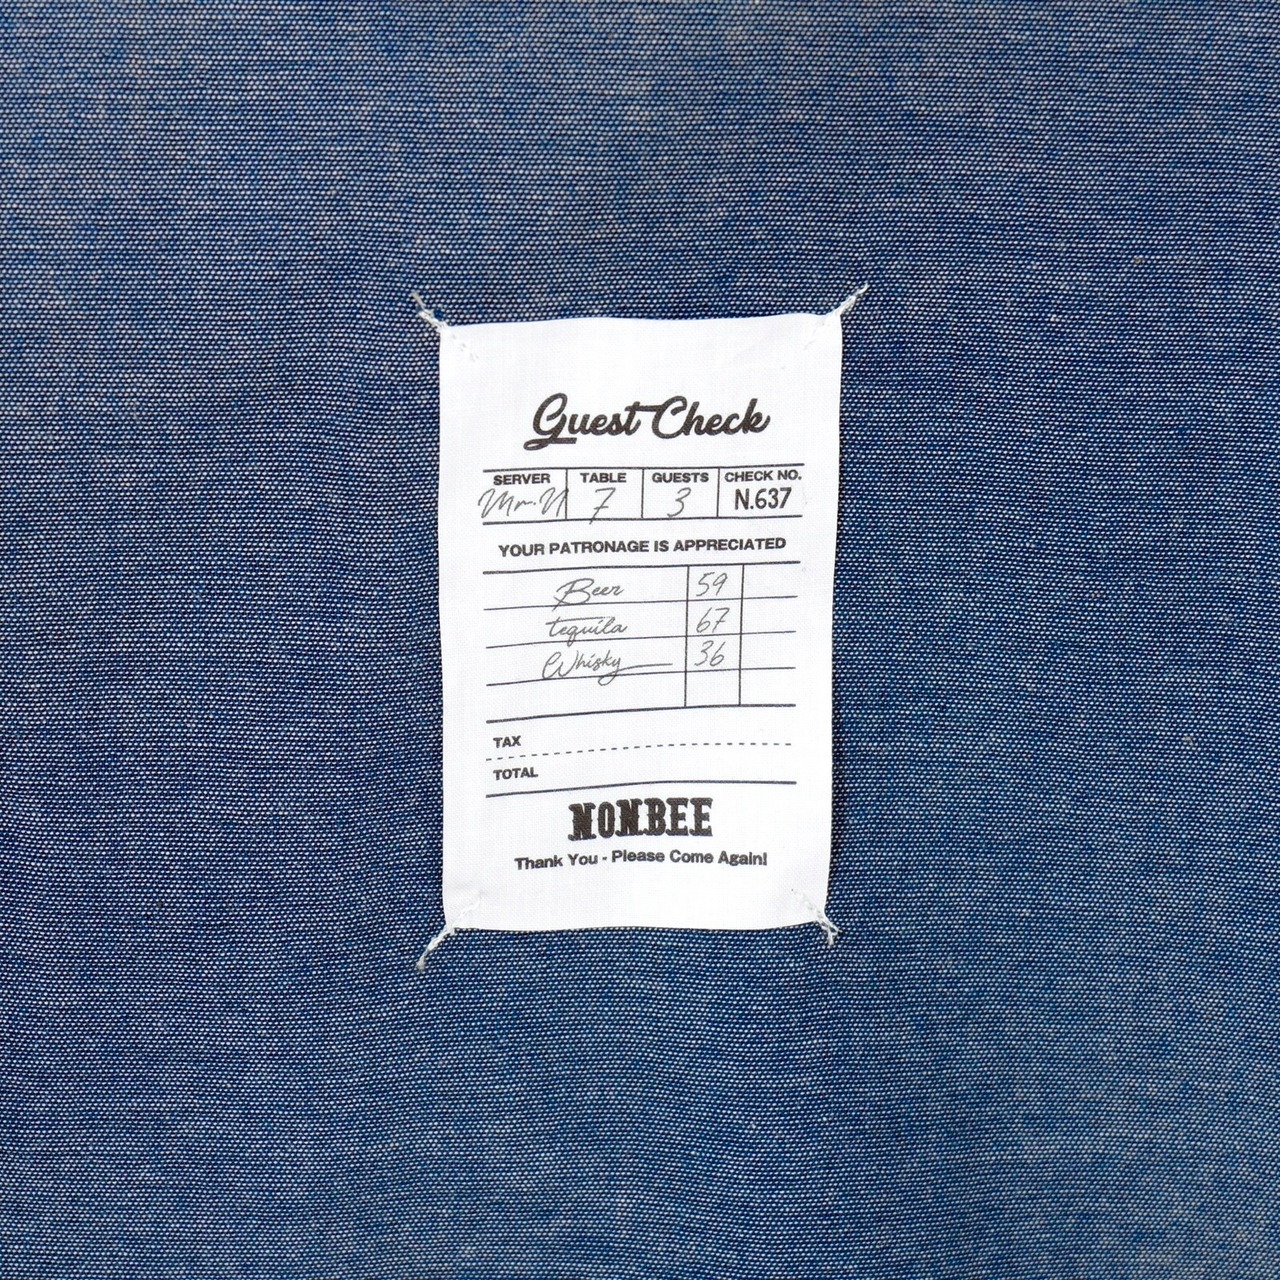 Guest Check
SERVER TABLE GUESTS CHECK NO.
Mr.N 7 3 N.637
YOUR PATRONAGE IS APPRECIATED
Beer 59
tequila 67
Whisky 36
TAX
TOTAL
NONBEE
Thank You - Please Come Again!